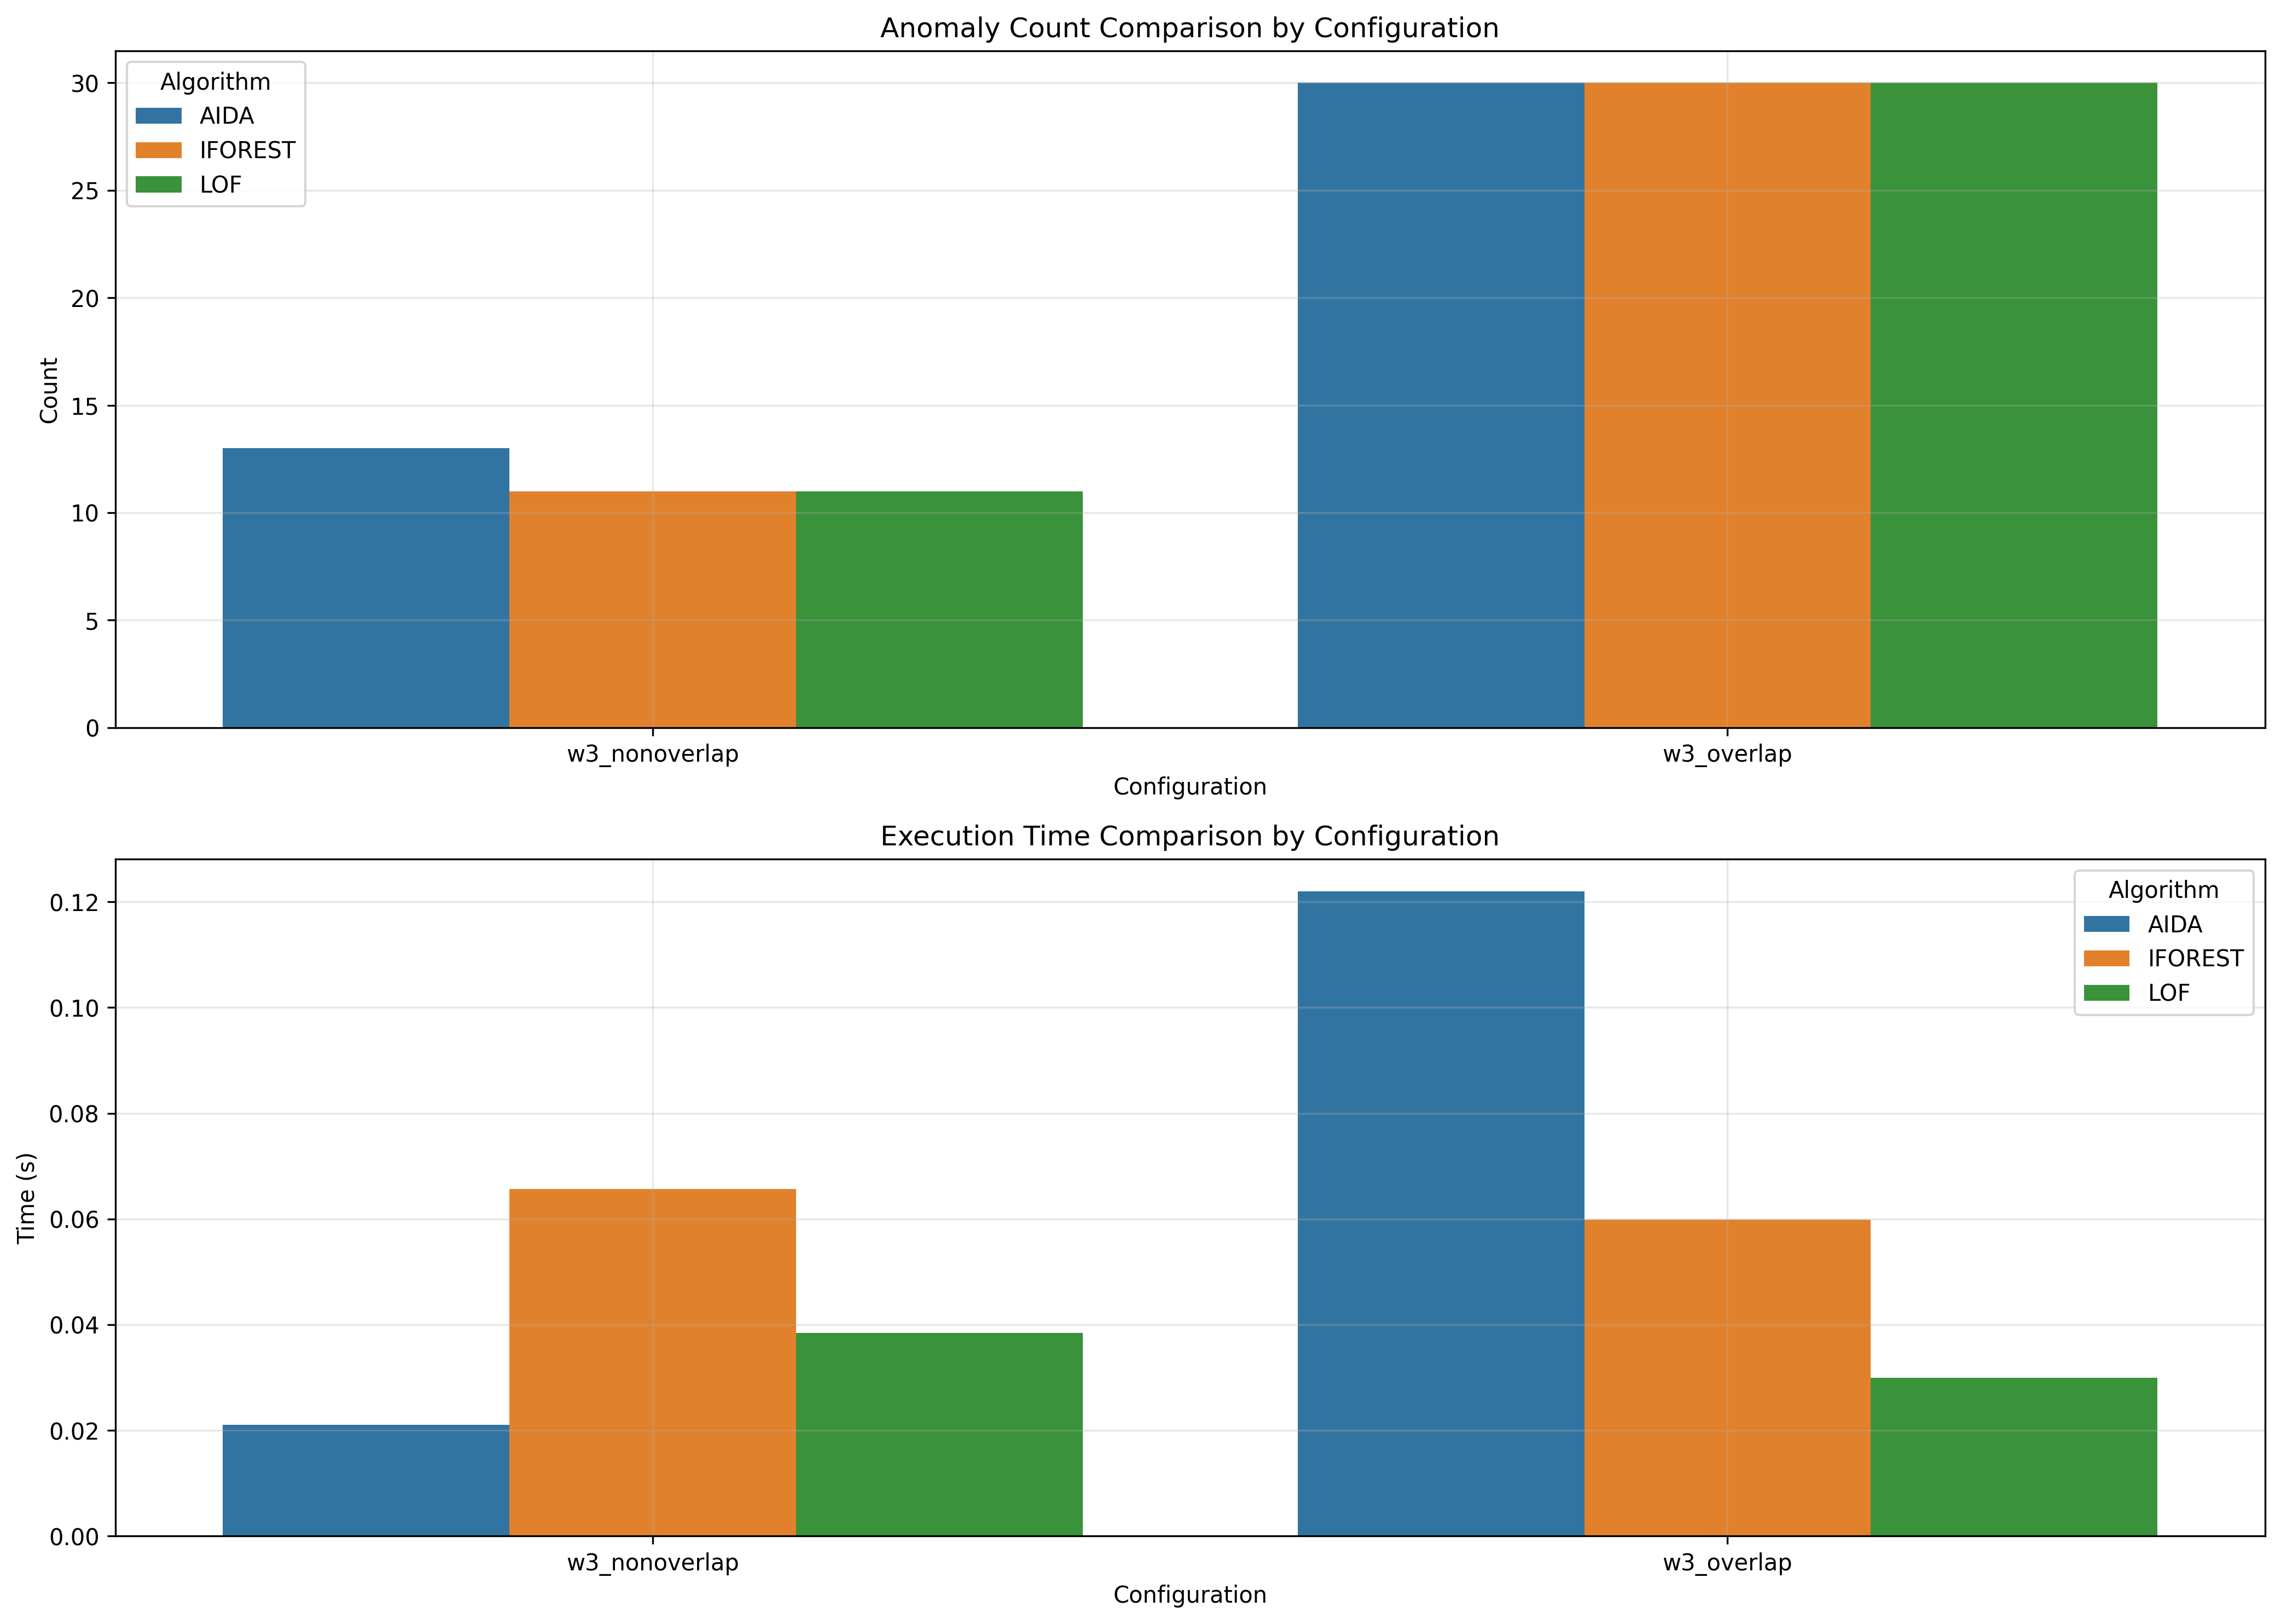 Anomaly Count Comparison by Configuration
Algorithm
AIDA
IFOREST
LOF
30
25
20
15
10
5
0
Count
w3_nonoverlap
w3_overlap
Configuration
Execution Time Comparison by Configuration
Algorithm
AIDA
IFOREST
LOF
0.12
0.10
0.08
0.06
0.04
0.02
0.00
Time (s)
w3_nonoverlap
w3_overlap
Configuration